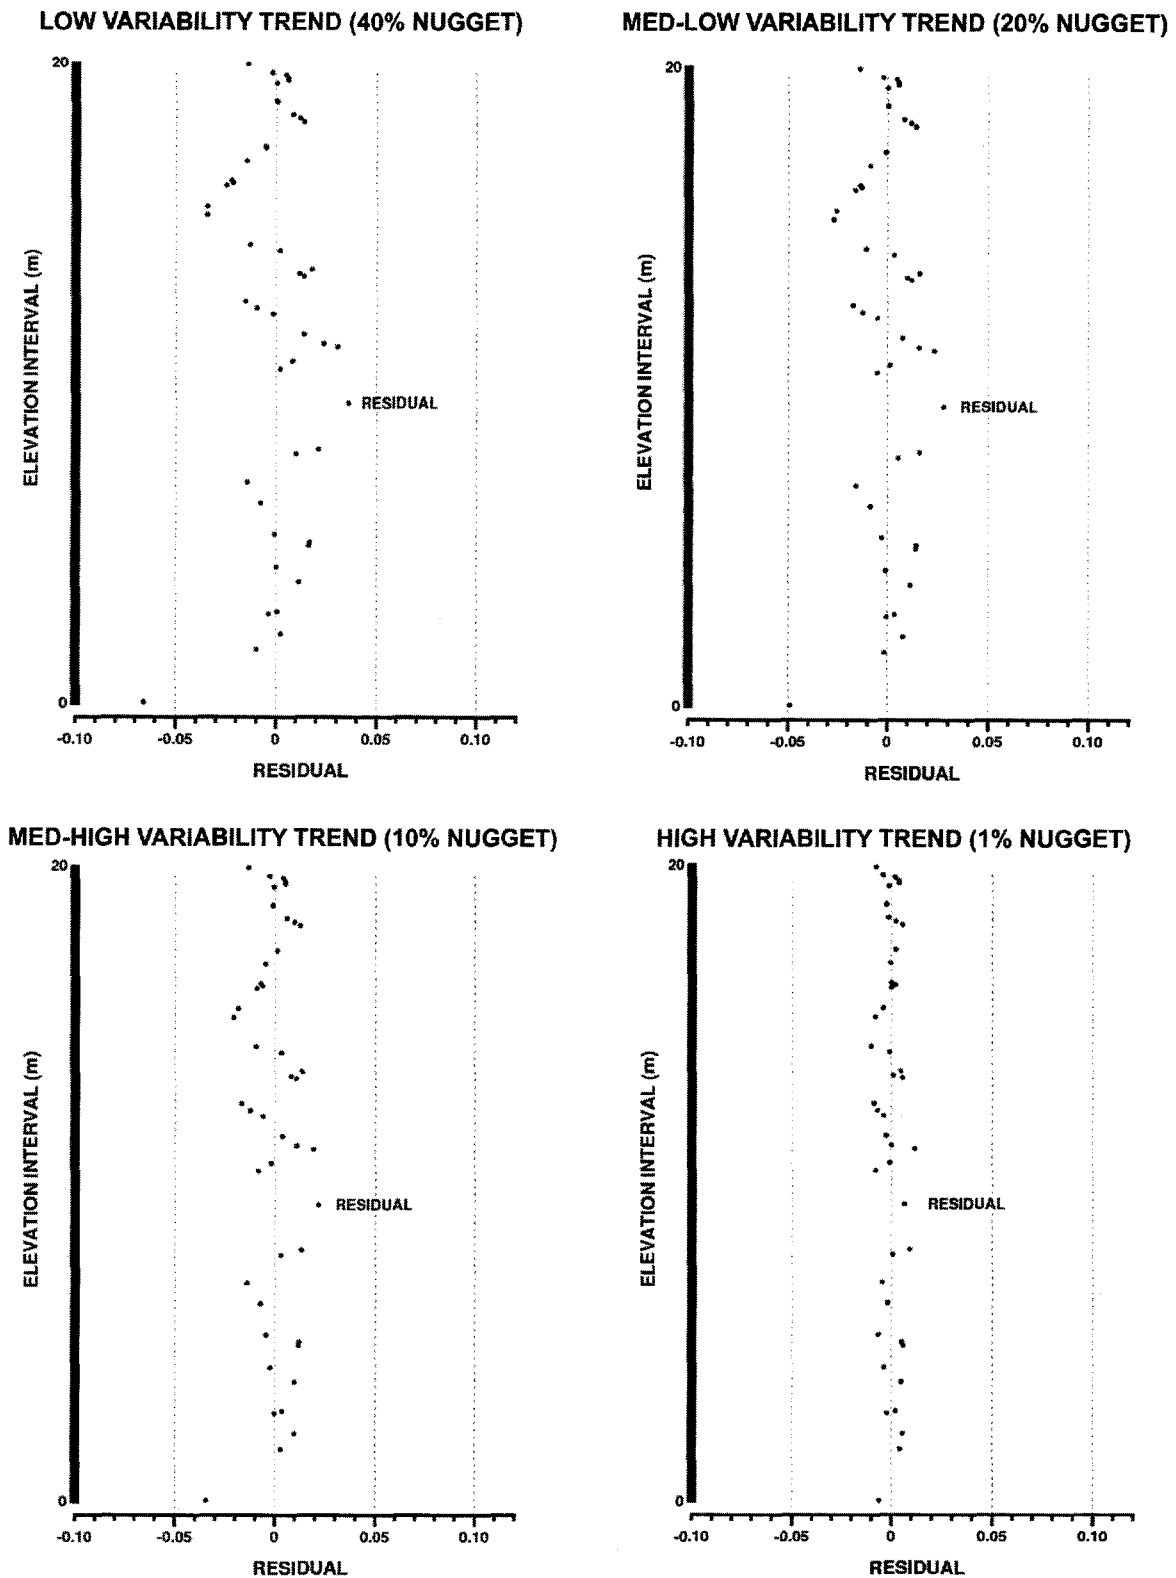 LOW VARIABILITY TREND (40% NUGGET)
20
ELEVATION INTERVAL (m)
RESIDUAL
0
-0.10 -0.05 0 0.05 0.10
RESIDUAL
MED-LOW VARIABILITY TREND (20% NUGGET)
20
ELEVATION INTERVAL (m)
RESIDUAL
0
-0.10 -0.05 0 0.05 0.10
RESIDUAL
MED-HIGH VARIABILITY TREND (10% NUGGET)
20
ELEVATION INTERVAL (m)
RESIDUAL
0
-0.10 -0.05 0 0.05 0.10
RESIDUAL
HIGH VARIABILITY TREND (1% NUGGET)
20
ELEVATION INTERVAL (m)
RESIDUAL
0
-0.10 -0.05 0 0.05 0.10
RESIDUAL